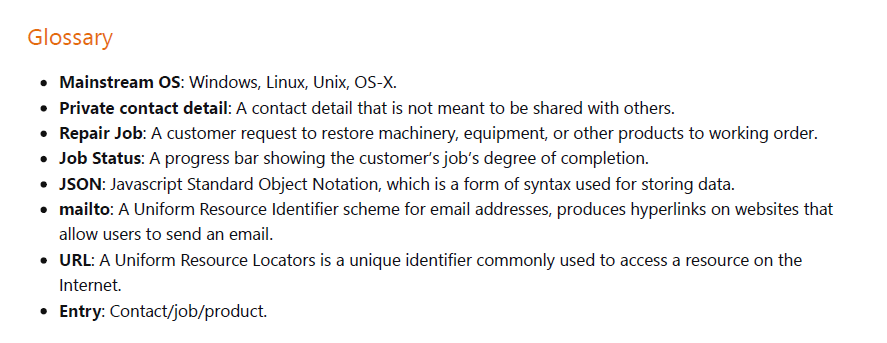 Glossary
Mainstream OS: Windows, Linux, Unix, OS-X.
Private contact detail: A contact detail that is not meant to be shared with others.
Repair Job: A customer request to restore machinery, equipment, or other products to working order.
Job Status: A progress bar showing the customer’s job’s degree of completion.
JSON: Javascript Standard Object Notation, which is a form of syntax used for storing data.
mailto: A Uniform Resource Identifier scheme for email addresses, produces hyperlinks on websites that
allow users to send an email.
URL: A Uniform Resource Locators is a unique identifier commonly used to access a resource on the
Internet.
Entry: Contact/job/product.